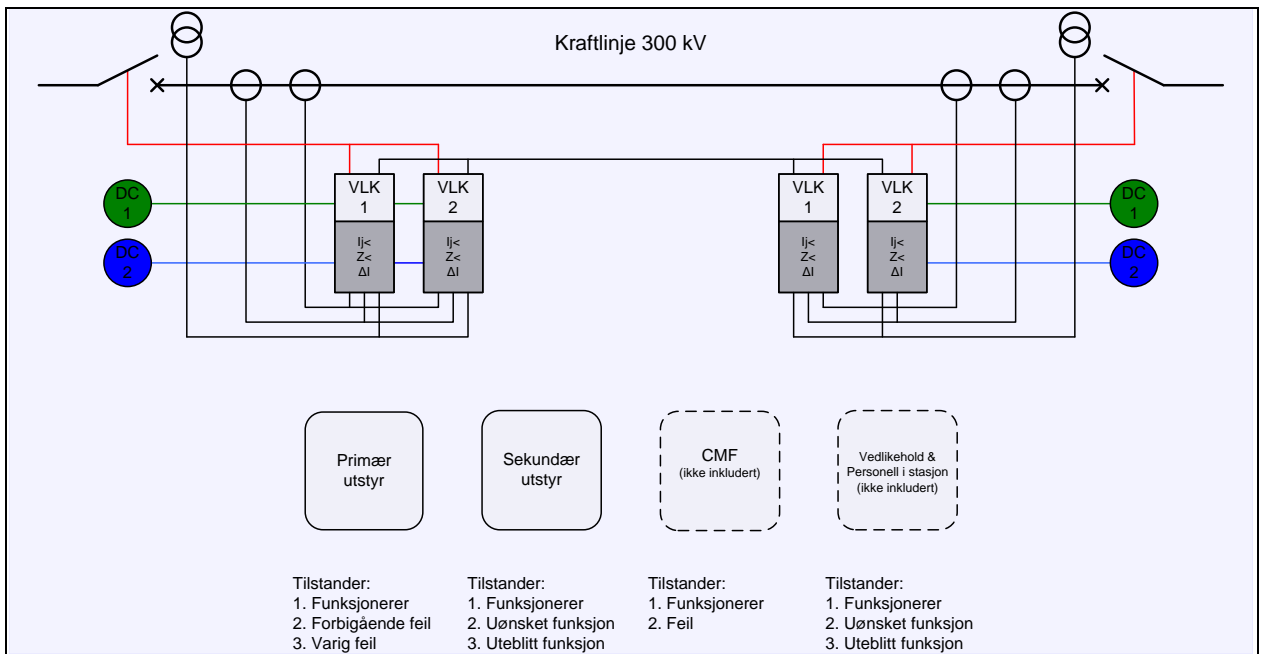 Kraftlinje 300 kV
DC
1
DC
2
VLK
1
Ij<
Z<
ΔI
VLK
2
Ij<
Z<
ΔI
VLK
1
Ij<
Z<
ΔI
VLK
2
Ij<
Z<
ΔI
DC
1
DC
2
Primær
utstyr
Sekundær
utstyr
CMF
(ikke inkludert)
Vedlikehold &
Personell i stasjon
(ikke inkludert)
Tilstander:
1. Funksjonerer
2. Forbigående feil
3. Varig feil
Tilstander:
1. Funksjonerer
2. Uønsket funksjon
3. Uteblitt funksjon
Tilstander:
1. Funksjonerer
2. Feil
Tilstander:
1. Funksjonerer
2. Uønsket funksjon
3. Uteblitt funksjon